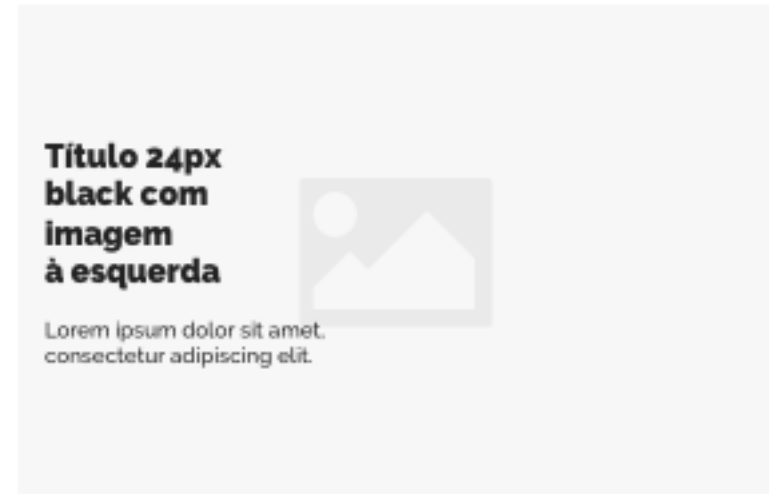 Título 24px
black com
imagem
à esquerda
Lorem ipsum dolor sit amet,
consectetur adipiscing elit.